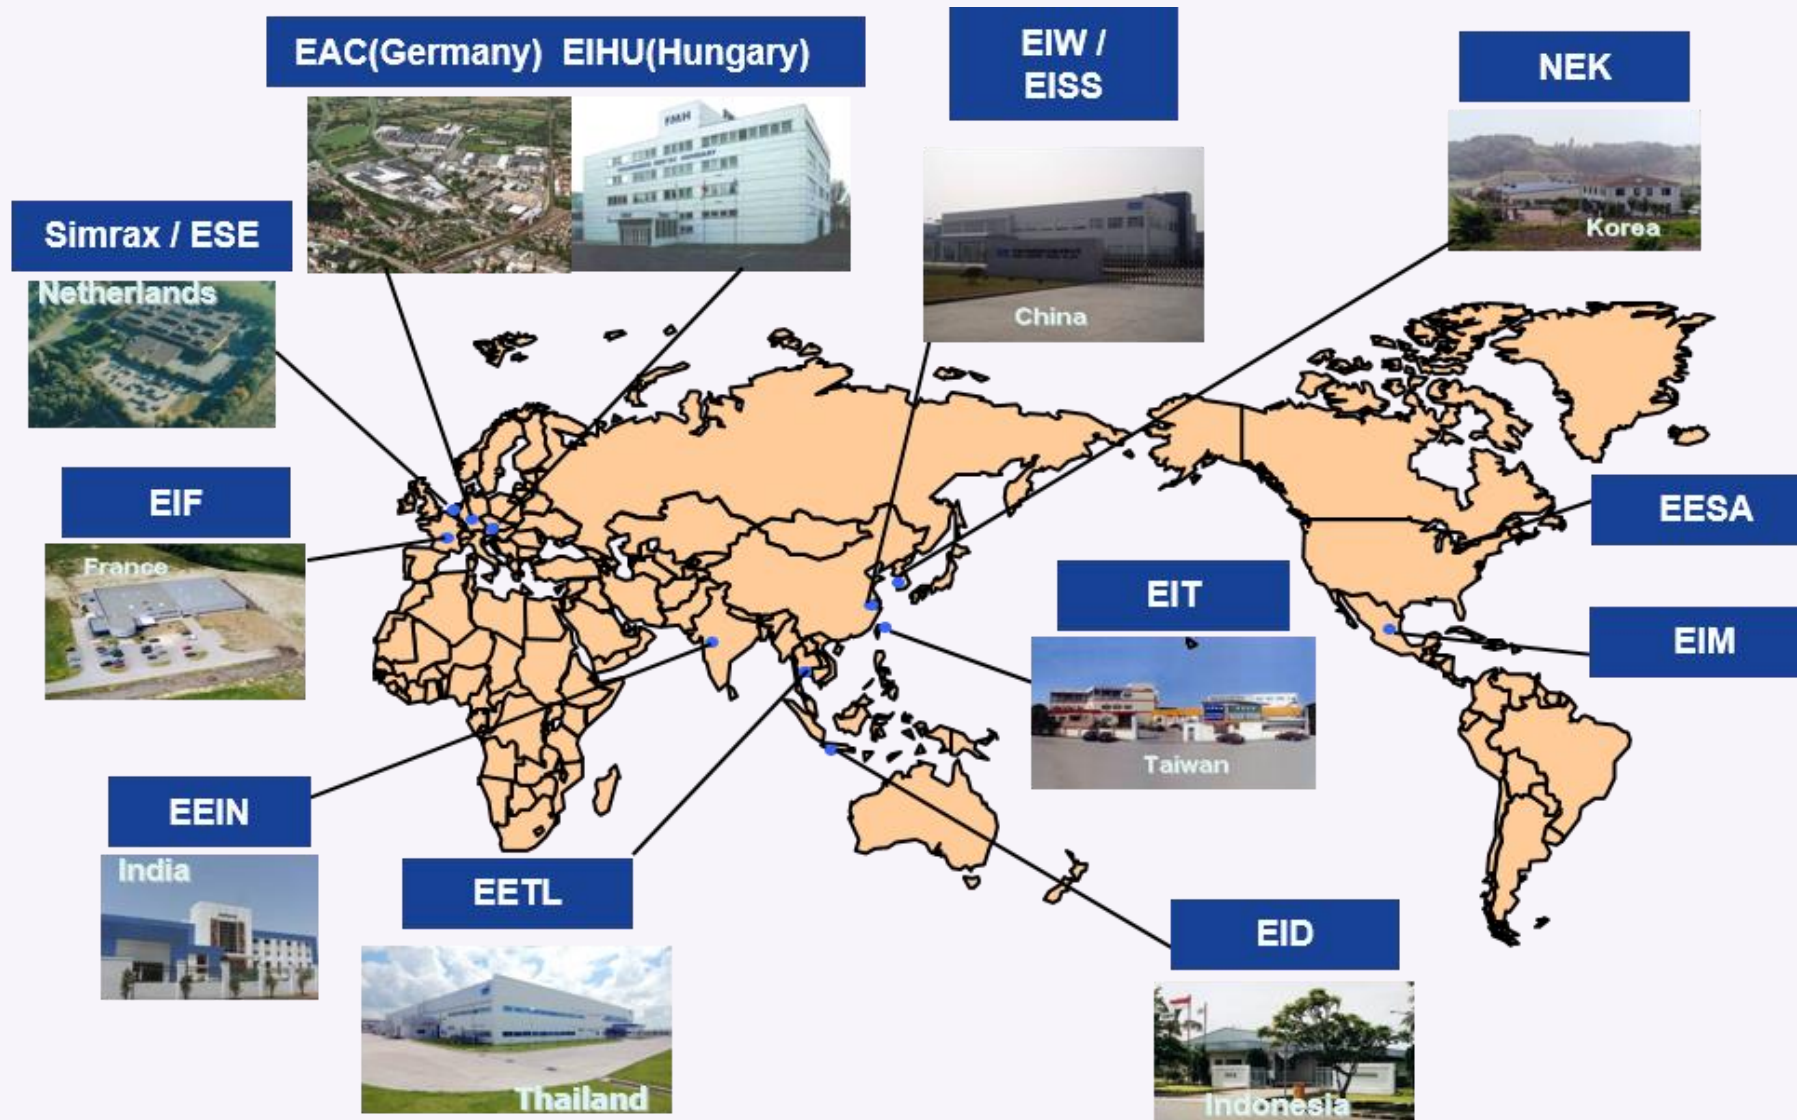 EAC(Germany) EIHU(Hungary)
EIW /
EISS
NEK
EMH
Korea
Simrax / ESE
Netherlands
China
EIF
France
EESA
EIT
EIM
Taiwan
EEIN
India
EETL
EID
Thailand
Indonesia